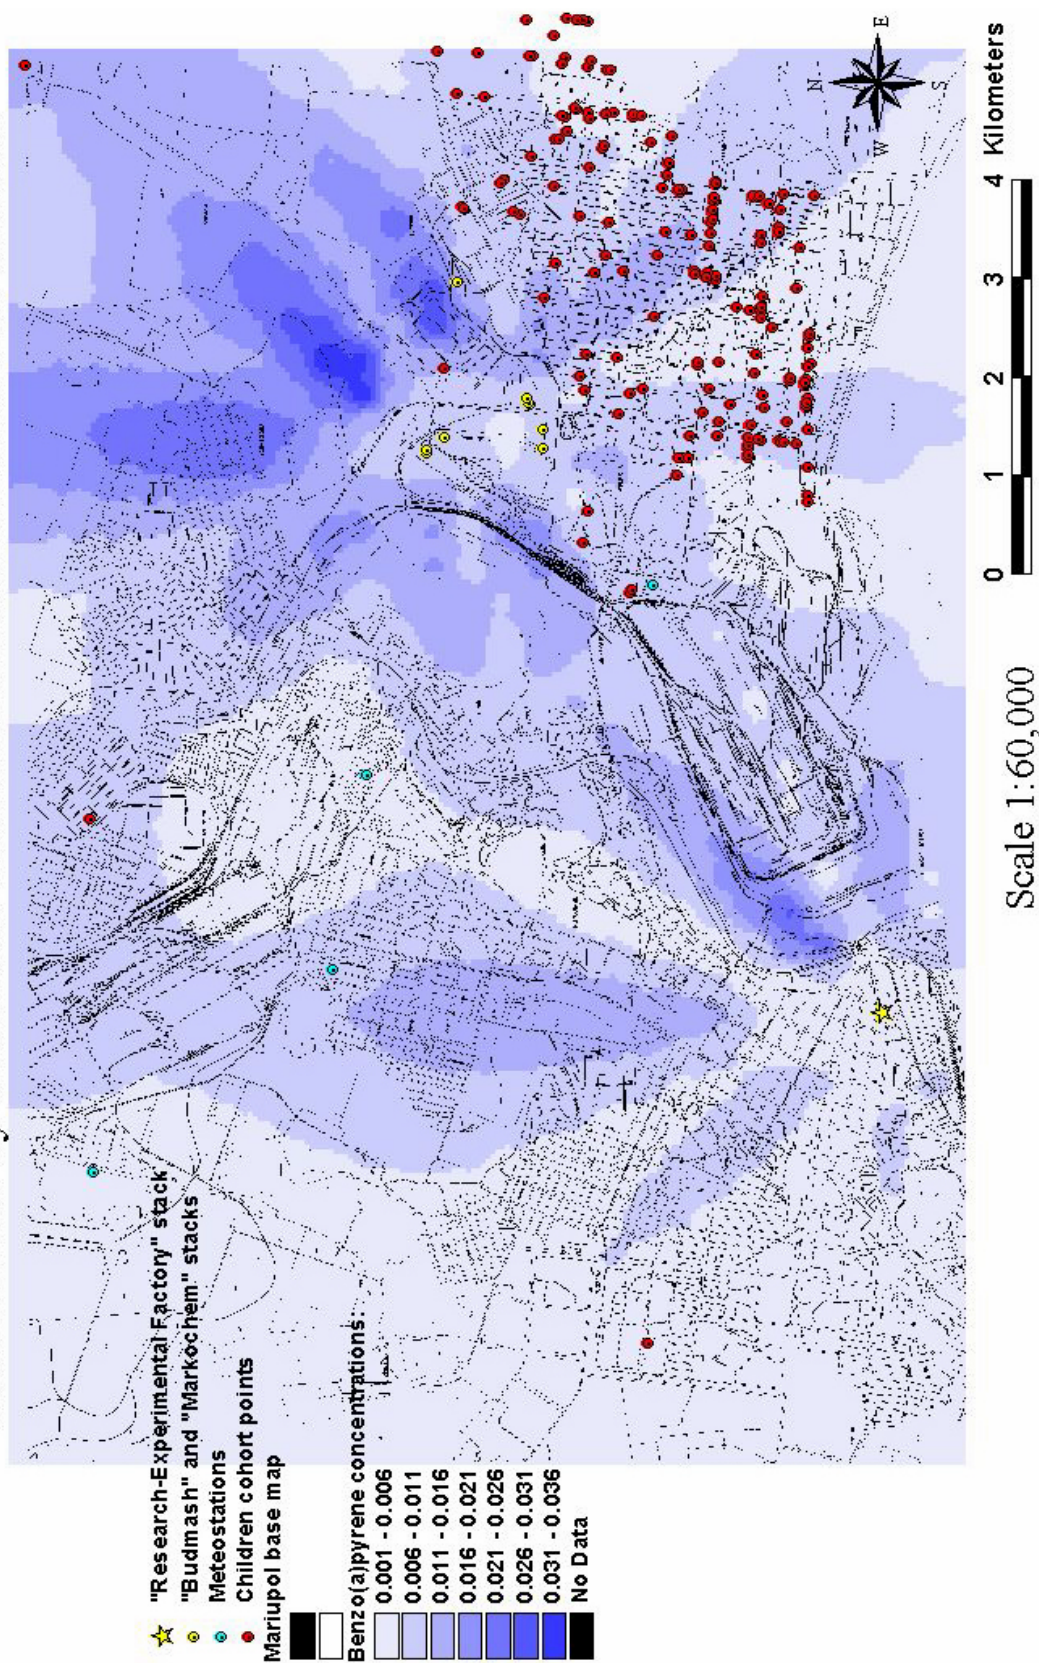 "Research-Experimental Factory" stack
"Budmash" and "Markochem" stacks
Meteostations
Children cohort points
Mariupol base map
Benzo(a)pyrene concentrations:
0.001 - 0.006
0.006 - 0.011
0.011 - 0.016
0.016 - 0.021
0.021 - 0.026
0.026 - 0.031
0.031 - 0.036
No Data
N
W
E
S
0 1 2 3 4 Kilometers
Scale 1:60,000